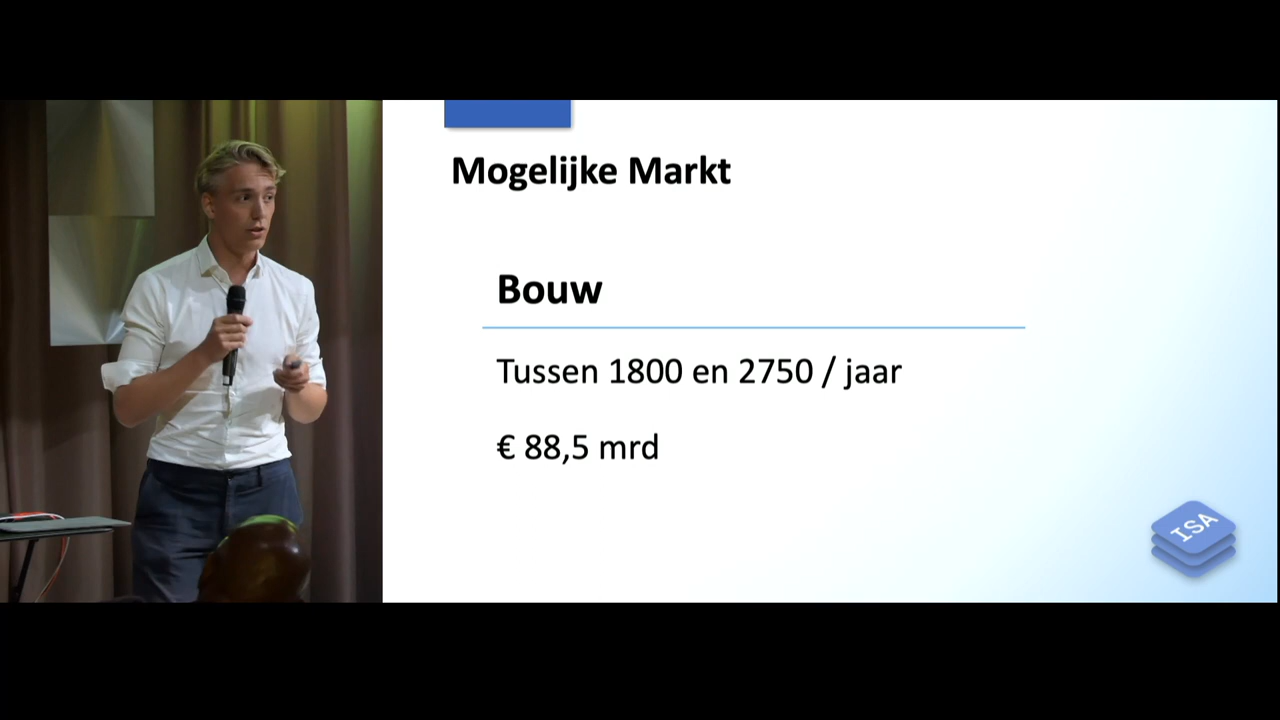 Mogelijke Markt
Bouw
Tussen 1800 en 2750 / jaar
€ 88,5 mrd
ISA